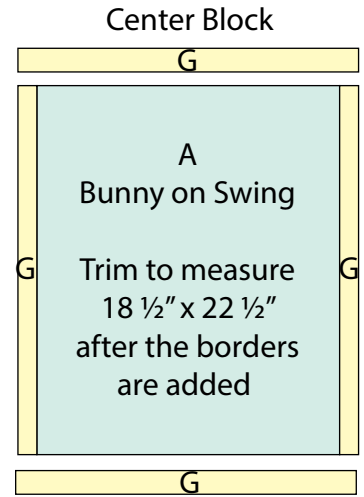 Center Block
G
A
Bunny on Swing
G
G
Trim to measure
18 ½” x 22 ½”
after the borders
are added
G